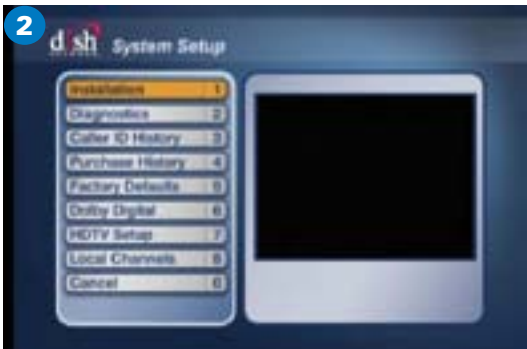 2
dish System Setup
Installation 1
Diagnostics 2
Caller ID History 3
Purchase History 4
Factory Defaults 5
Dolby Digital 6
HDTV Setup 7
Local Channels 8
Cancel